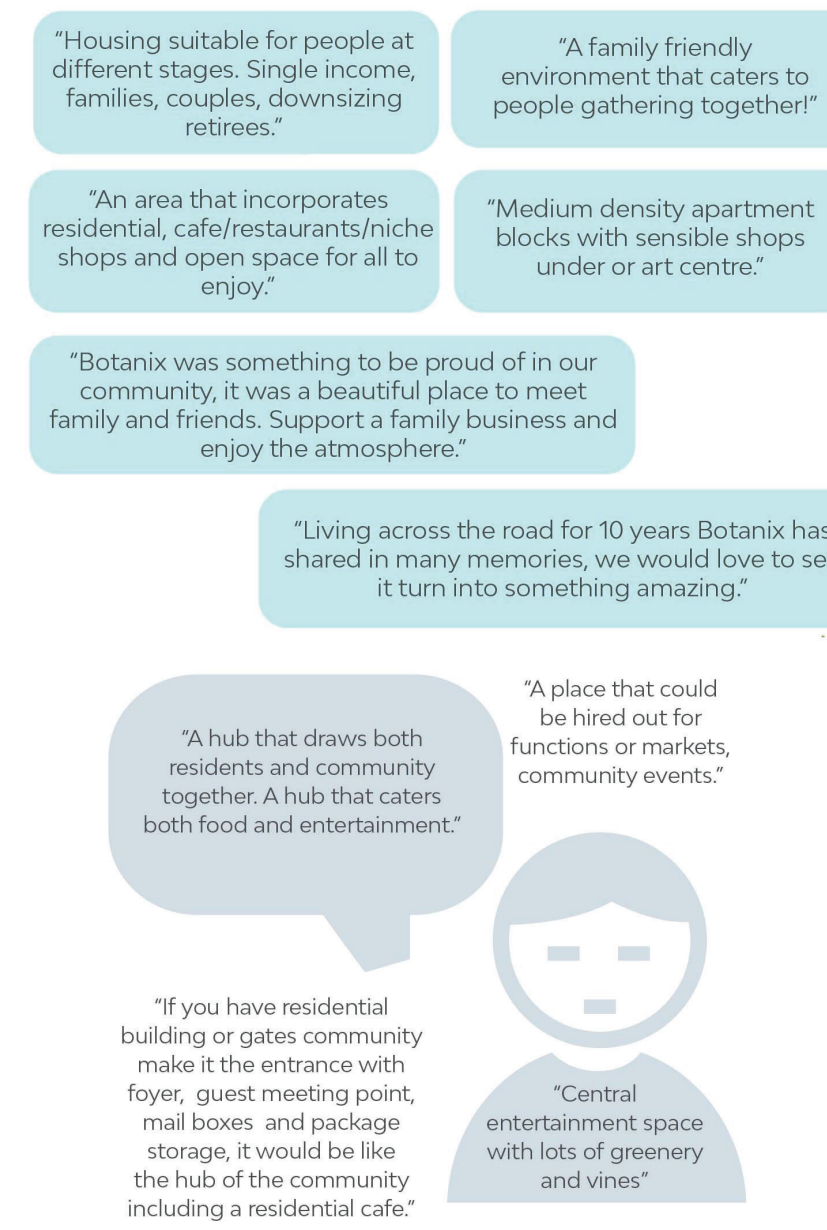 “Housing suitable for people at
different stages. Single income,
families, couples, downsizing
retirees.”
“A family friendly
environment that caters to
people gathering together!”
“An area that incorporates
residential, cafe/restaurants/niche
shops and open space for all to
enjoy.”
“Medium density apartment
blocks with sensible shops
under or art centre.”
“Botanix was something to be proud of in our
community, it was a beautiful place to meet
family and friends. Support a family business and
enjoy the atmosphere.”
“Living across the road for 10 years Botanix has
shared in many memories, we would love to se
it turn into something amazing.”
“A hub that draws both
residents and community
together. A hub that caters
both food and entertainment.”
“A place that could
be hired out for
functions or markets,
community events.”
“If you have residential
building or gates community
make it the entrance with
foyer, guest meeting point,
mail boxes and package
storage, it would be like
the hub of the community
including a residential cafe.”
“Central
entertainment space
with lots of greenery
and vines”